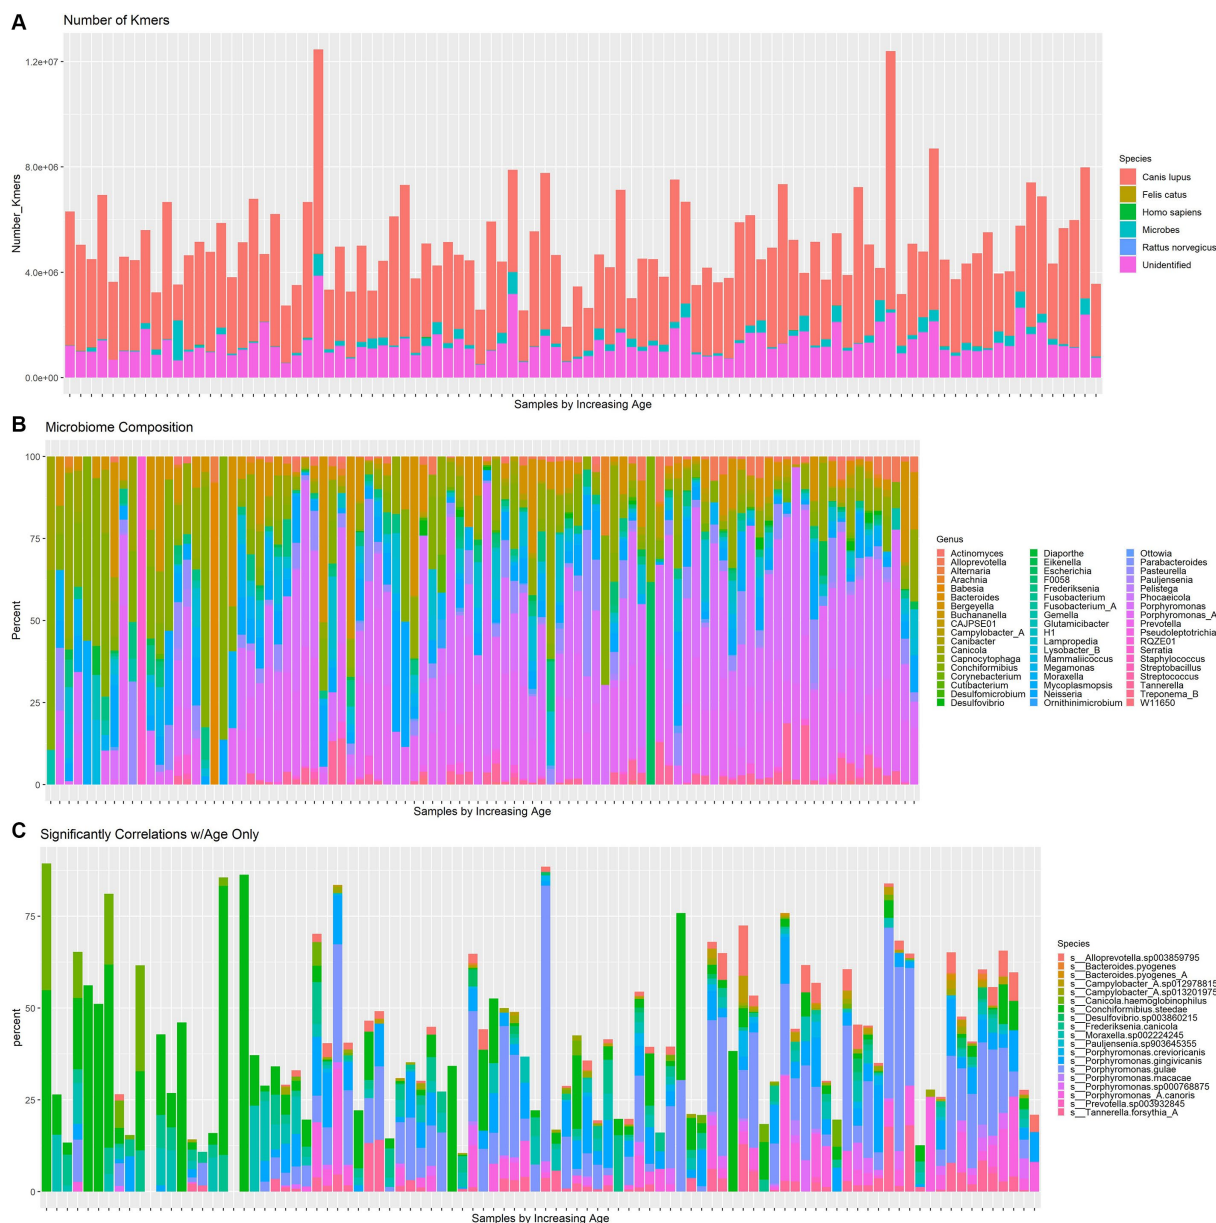 A
Number of Kmers
1.2e+07
8.0e+06
4.0e+06
0.0e+00
Number_Kmers
Samples by Increasing Age
Species
Canis lupus
Felis catus
Homo sapiens
Microbes
Rattus norvegicus
Unidentified
B
Microbiome Composition
100
75
50
25
0
Percent
Samples by Increasing Age
Genus
Actinomyces
Alloprevotella
Alternaria
Arachnia
Babesia
Bacteroides
Bergeyella
Buchananella
CAJPSE01
Campylobacter_A
Canibacter
Canicola
Capnocytophaga
Conchiformibius
Corynebacterium
Cutibacterium
Desulfomicrobium
Desulfovibrio
Diaporthe
Eikenella
Escherichia
F0058
Frederiksenia
Fusobacterium
Fusobacterium_A
Gemella
Glutamicibacter
H1
Lampropedia
Lysobacter_B
Mammaliicoccus
Megamonas
Moraxella
Mycoplasmopsis
Neisseria
Ornithinimicrobium
Ottowia
Parabacteroides
Pasteurella
Pauljensenia
Pelistega
Phocaeicola
Porphyromonas
Porphyromonas_A
Prevotella
Pseudoleptotrichia
RQZE01
Serratia
Staphylococcus
Streptobacillus
Streptococcus
Tannerella
Treponema_B
W11650
C
Significantly Correlations w/Age Only
75
50
25
0
percent
Samples by Increasing Age
Species
s__Alloprevotella.sp003859795
s__Bacteroides.pyogenes
s__Bacteroides.pyogenes_A
s__Campylobacter_A.sp012978815
s__Campylobacter_A.sp013201975
s__Canicola.haemoglobinophilus
s__Conchiformibius.steedae
s__Desulfovibrio.sp003860215
s__Frederiksenia.canicola
s__Moraxella.sp002224245
s__Pauljensenia.sp903645355
s__Porphyromonas.crevioricanis
s__Porphyromonas.gingivicanis
s__Porphyromonas.gulae
s__Porphyromonas.macacae
s__Porphyromonas.sp000768875
s__Porphyromonas_A.canoris
s__Prevotella.sp003932845
s__Tannerella.forsythia_A